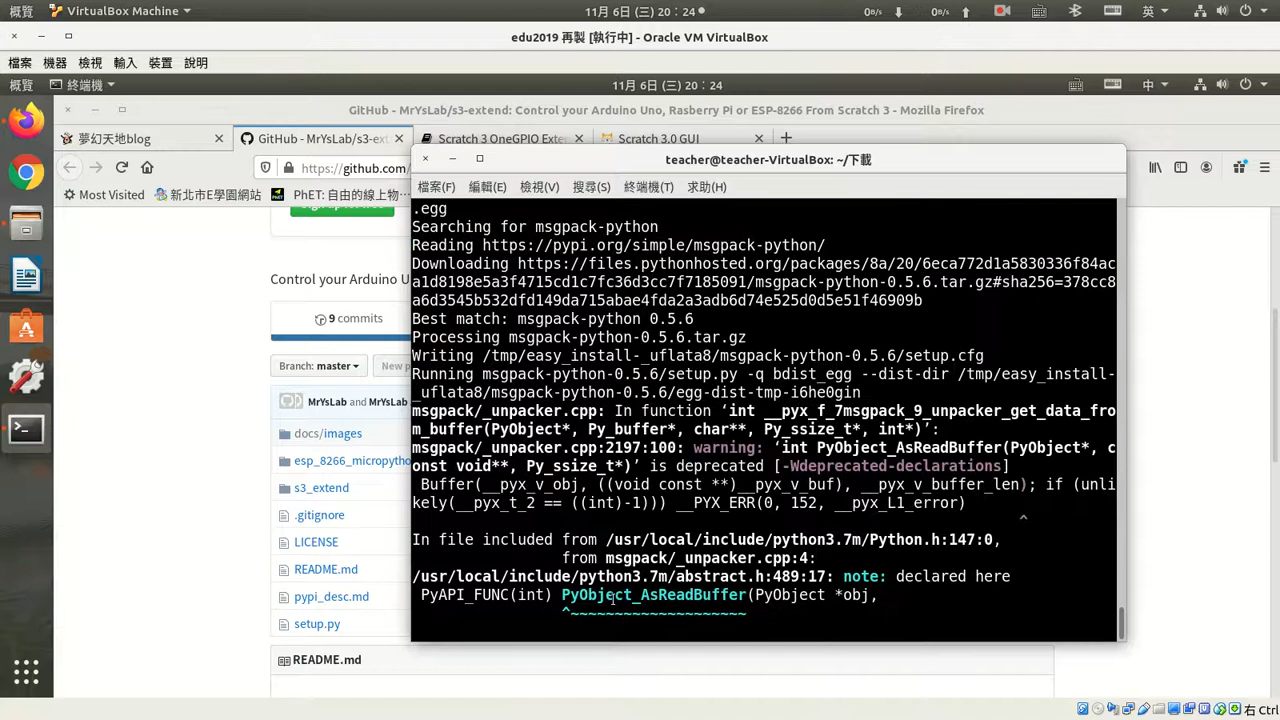 概覽 VirtualBox Machine 11月 6日 (三) 20：24 0B/s 0B/s 英
edu2019 再製 [執行中] - Oracle VM VirtualBox
檔案 機器 檢視 輸入 裝置 說明
概覽 終端機 11月 6日 (三) 20：24 中
GitHub - MrYsLab/s3-extend: Control your Arduino Uno, Rasberry Pi or ESP-8266 From Scratch 3 - Mozilla Firefox
夢幻天地blog GitHub - MrYsLab/s3-ext Scratch 3 OneGPIO Exte Scratch 3.0 GUI
teacher@teacher-VirtualBox: ~/下載
https://github.com/
檔案(F) 編輯(E) 檢視(V) 搜尋(S) 終端機(T) 求助(H)
Most Visited 新北市E學園網站 PhET: 自由的線上物…
.egg
Searching for msgpack-python
Reading https://pypi.org/simple/msgpack-python/
Downloading https://files.pythonhosted.org/packages/8a/20/6eca772d1a5830336f84ac
a1d8198e5a3f4715cd1c7fc36d3cc7f7185091/msgpack-python-0.5.6.tar.gz#sha256=378cc8
a6d3545b532dfd149da715abae4fda2a3adb6d74e525d0d5e51f46909b
Best match: msgpack-python 0.5.6
Processing msgpack-python-0.5.6.tar.gz
Writing /tmp/easy_install-_uflata8/msgpack-python-0.5.6/setup.cfg
Running msgpack-python-0.5.6/setup.py -q bdist_egg --dist-dir /tmp/easy_install-
_uflata8/msgpack-python-0.5.6/egg-dist-tmp-i6he0gin
msgpack/_unpacker.cpp: In function ‘int __pyx_f_7msgpack_9_unpacker_get_data_fro
m_buffer(PyObject*, Py_buffer*, char**, Py_ssize_t*, int*)’:
msgpack/_unpacker.cpp:2197:100: warning: ‘int PyObject_AsReadBuffer(PyObject*, c
onst void**, Py_ssize_t*)’ is deprecated [-Wdeprecated-declarations]
Buffer(__pyx_v_obj, ((void const **)__pyx_v_buf), __pyx_v_buffer_len); if (unli
kely(__pyx_t_2 == ((int)-1))) __PYX_ERR(0, 152, __pyx_L1_error)
^
In file included from /usr/local/include/python3.7m/Python.h:147:0,
from msgpack/_unpacker.cpp:4:
/usr/local/include/python3.7m/abstract.h:489:17: note: declared here
PyAPI_FUNC(int) PyObject_AsReadBuffer(PyObject *obj,
^~~~~~~~~~~~~~~~~~~~~
Control your Arduino U
9 commits
Branch: master New p
MrYsLab and MrYsLab
docs/images
esp_8266_micropytho
s3_extend
.gitignore
LICENSE
README.md
pypi_desc.md
setup.py
README.md
右 Ctrl